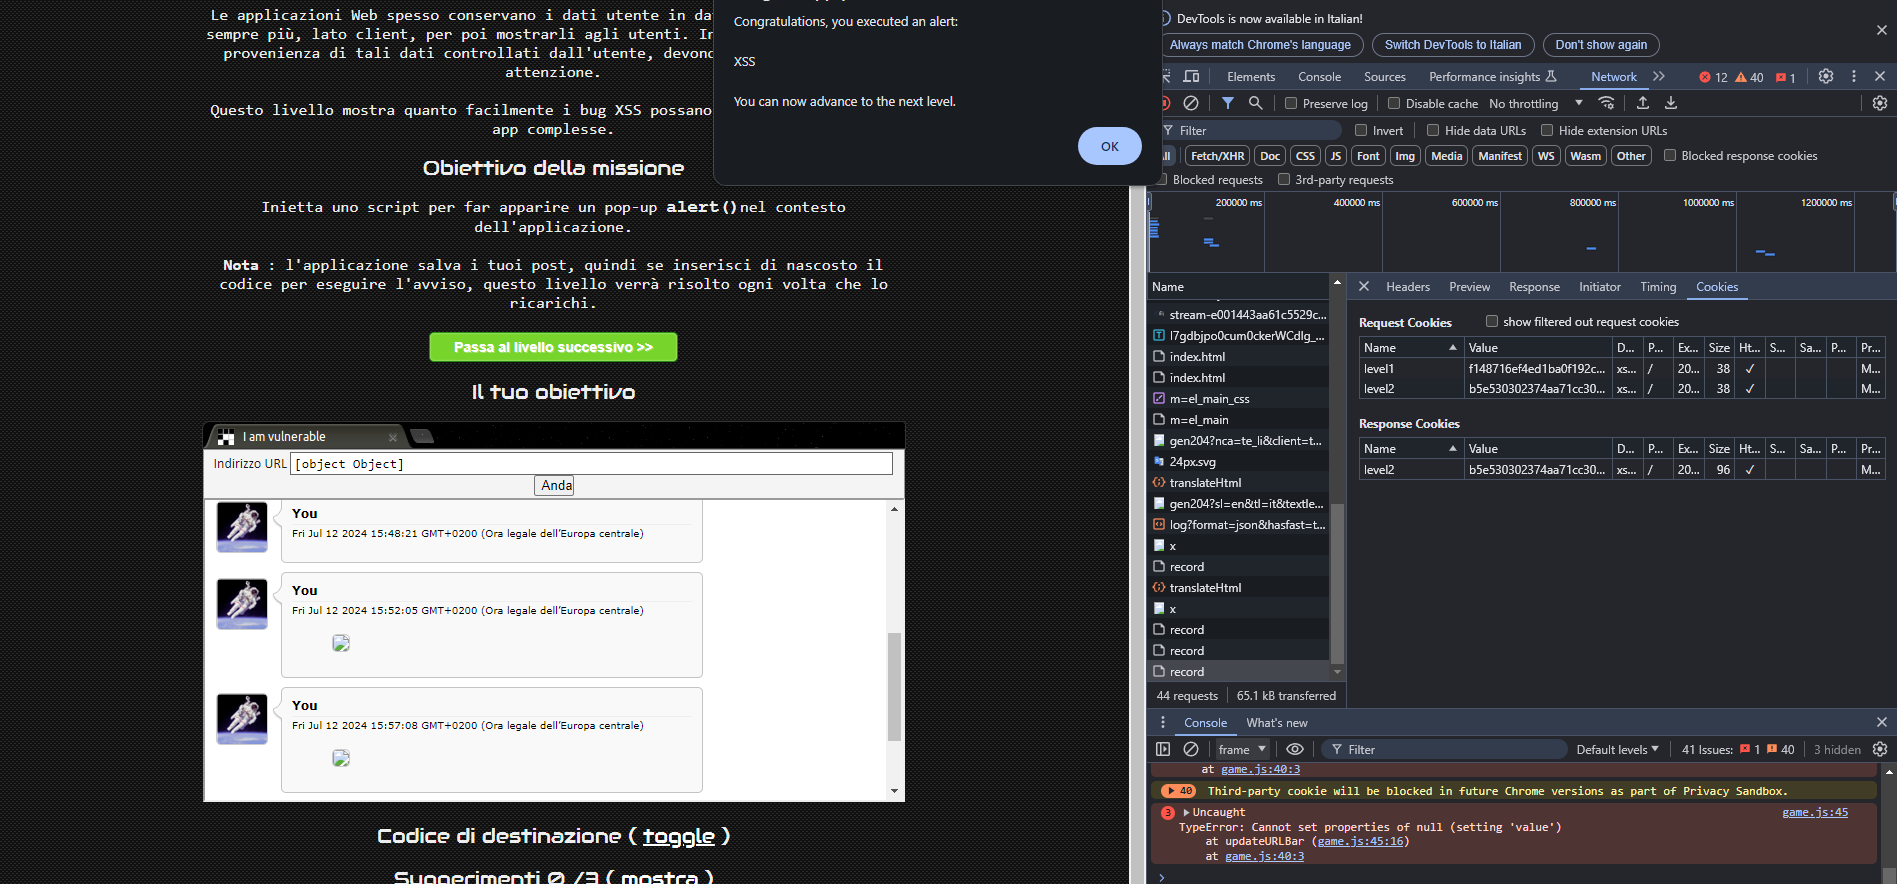 Le applicazioni Web spesso conservano i dati utente in da
sempre più, lato client, per poi mostrarli agli utenti. In
provenienza di tali dati controllati dall'utente, devono
attenzione.
Questo livello mostra quanto facilmente i bug XSS possano
app complesse.
Obiettivo della missione
Inietta uno script per far apparire un pop-up alert()nel contesto
dell'applicazione.
Nota : l'applicazione salva i tuoi post, quindi se inserisci di nascosto il
codice per eseguire l'avviso, questo livello verrà risolto ogni volta che lo
ricarichi.
Passa al livello successivo >>
Il tuo obiettivo
I am vulnerable
Indirizzo URL [object Object]
Anda
You
Fri Jul 12 2024 15:48:21 GMT+0200 (Ora legale dell'Europa centrale)
You
Fri Jul 12 2024 15:52:05 GMT+0200 (Ora legale dell'Europa centrale)
You
Fri Jul 12 2024 15:57:08 GMT+0200 (Ora legale dell'Europa centrale)
Codice di destinazione ( toggle )
Suggerimenti 0 /3 ( mostra )
Congratulations, you executed an alert:
XSS
You can now advance to the next level.
OK
DevTools is now available in Italian!
Always match Chrome's language Switch DevTools to Italian Don't show again
Elements Console Sources Performance insights Network 12 40 1
Preserve log Disable cache No throttling
Filter Invert Hide data URLs Hide extension URLs
Fetch/XHR Doc CSS JS Font Img Media Manifest WS Wasm Other Blocked response cookies
Blocked requests 3rd-party requests
200000 ms 400000 ms 600000 ms 800000 ms 1000000 ms 1200000 ms
Name
stream-e001443aa61c5529c...
l7gdbjpo0cum0ckerWCdlg_...
index.html
index.html
m=el_main_css
m=el_main
gen204?nca=te_li&client=t...
24px.svg
translateHtml
gen204?sl=en&tl=it&textle...
log?format=json&hasfast=t...
x
record
translateHtml
x
record
record
record
44 requests 65.1 kB transferred
Headers Preview Response Initiator Timing Cookies
Request Cookies show filtered out request cookies
Name Value D... P... Ex... Size Ht... S... Sa... P... Pr...
level1 f148716ef4ed1ba0f192c... xs... / 20... 38 ✓ M...
level2 b5e530302374aa71cc30... xs... / 20... 38 ✓ M...
Response Cookies
Name Value D... P... Ex... Size Ht... S... Sa... P... Pr...
level2 b5e530302374aa71cc30... xs... / 20... 96 ✓ M...
Console What's new
frame Filter Default levels 41 Issues: 1 40 3 hidden
at game.js:40:3
40 Third-party cookie will be blocked in future Chrome versions as part of Privacy Sandbox.
3 Uncaught game.js:45
TypeError: Cannot set properties of null (setting 'value')
at updateURLBar (game.js:45:16)
at game.js:40:3